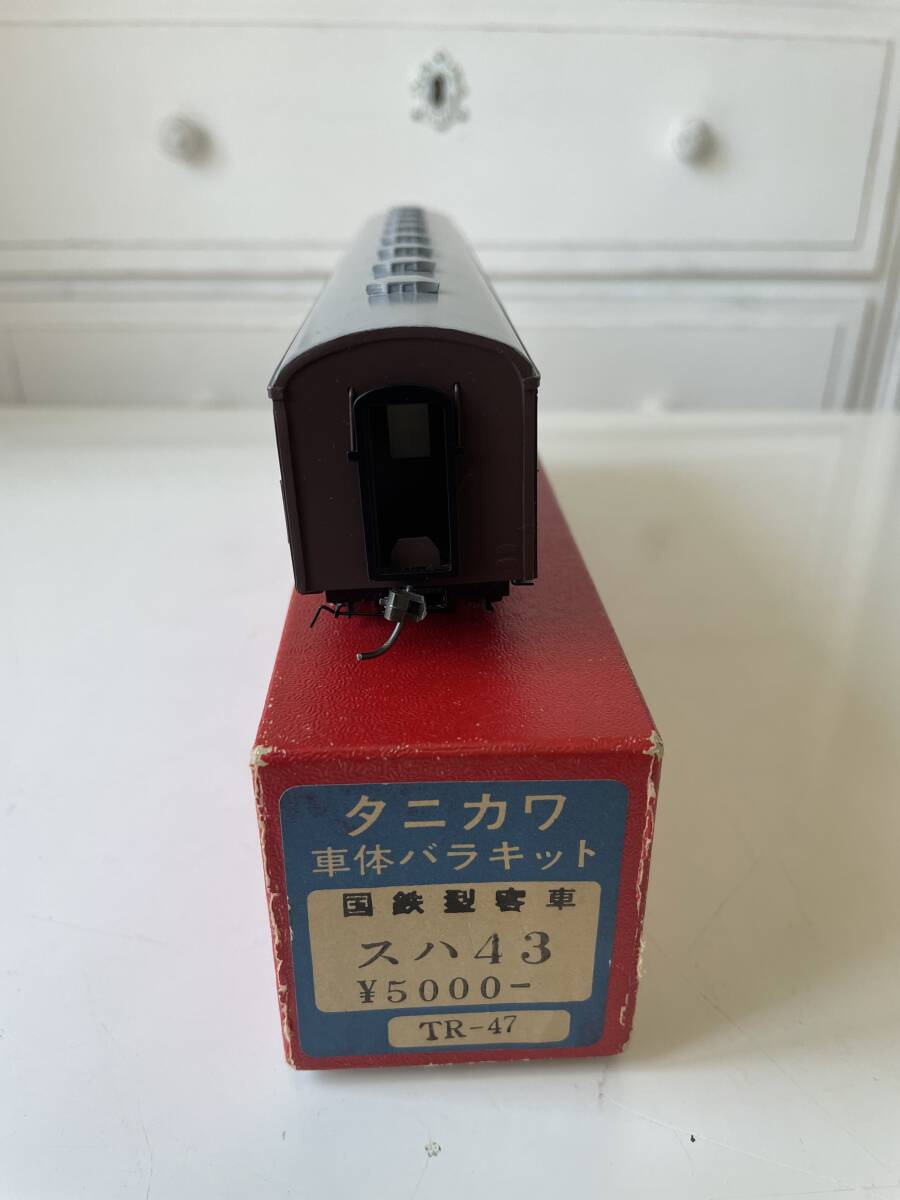 タニカワ
車体バラキット
国鉄型客車
スハ43
¥5000-
TR-47